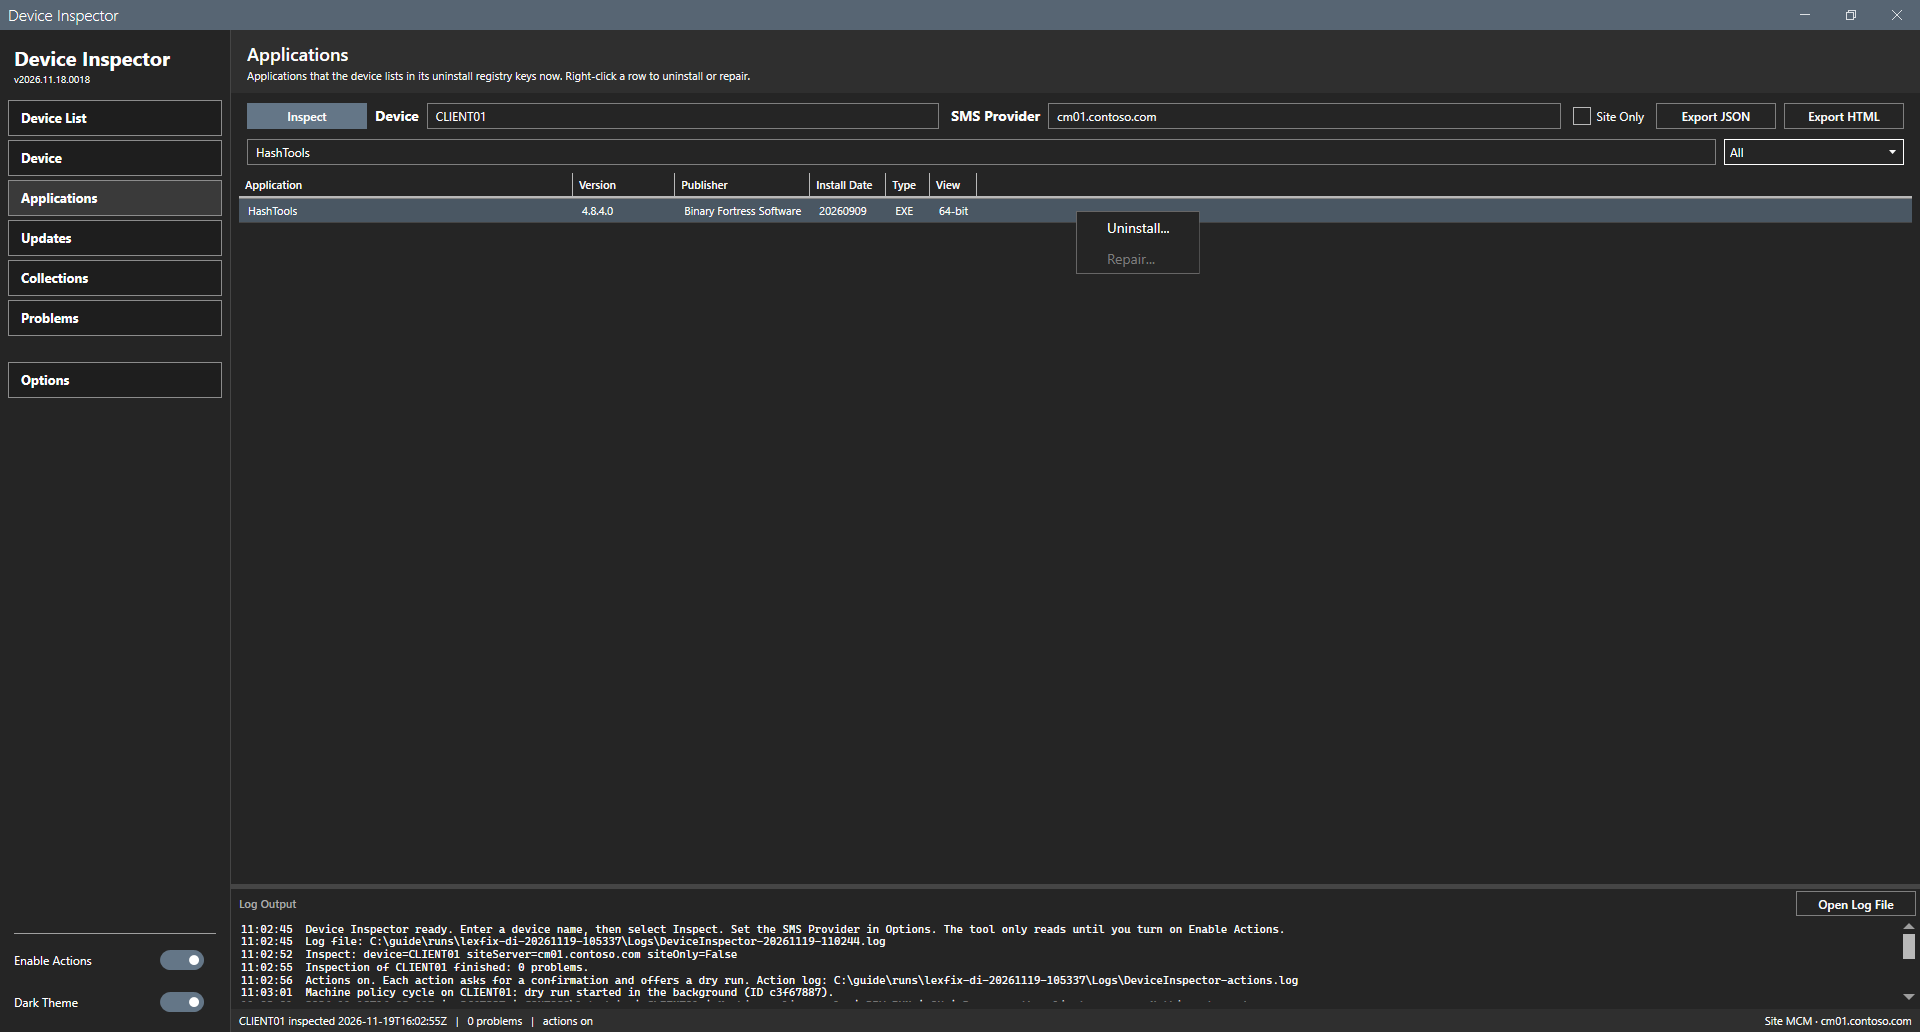 Device Inspector
Device Inspector
v2026.11.18.0018
Device List
Device
Applications
Updates
Collections
Problems
Options
Enable Actions
Dark Theme
Applications
Applications that the device lists in its uninstall registry keys now. Right-click a row to uninstall or repair.
Inspect Device CLIENT01 SMS Provider cm01.contoso.com Site Only Export JSON Export HTML
HashTools All
Application Version Publisher Install Date Type View
HashTools 4.8.4.0 Binary Fortress Software 20260909 EXE 64-bit
Uninstall...
Repair...
Log Output Open Log File
11:02:45 Device Inspector ready. Enter a device name, then select Inspect. Set the SMS Provider in Options. The tool only reads until you turn on Enable Actions.
11:02:45 Log file: C:\guide\runs\lexfix-di-20261119-105337\Logs\DeviceInspector-20261119-110244.log
11:02:52 Inspect: device=CLIENT01 siteServer=cm01.contoso.com siteOnly=False
11:02:55 Inspection of CLIENT01 finished: 0 problems.
11:02:56 Actions on. Each action asks for a confirmation and offers a dry run. Action log: C:\guide\runs\lexfix-di-20261119-105337\Logs\DeviceInspector-actions.log
11:03:01 Machine policy cycle on CLIENT01: dry run started in the background (ID c3f67887).
CLIENT01 inspected 2026-11-19T16:02:55Z | 0 problems | actions on
Site MCM · cm01.contoso.com